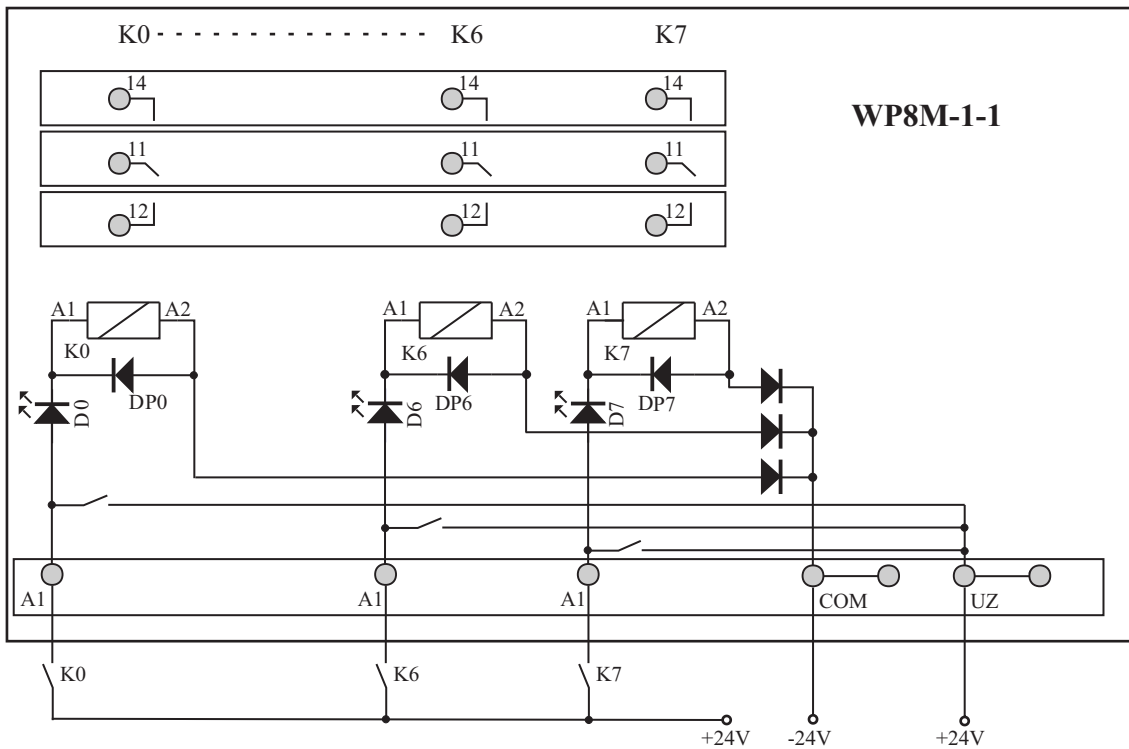 K0 - - - - - - - - - - - - - - - - - - K6 K7
14 14 14
WP8M-1-1
11 11 11
12 12 12
A1 A2 A1 A2 A1 A2
K0 K6 K7
DP0 DP6 DP7
D0 D6 D7
A1 A1 A1 COM UZ
K0 K6 K7
+24V -24V +24V